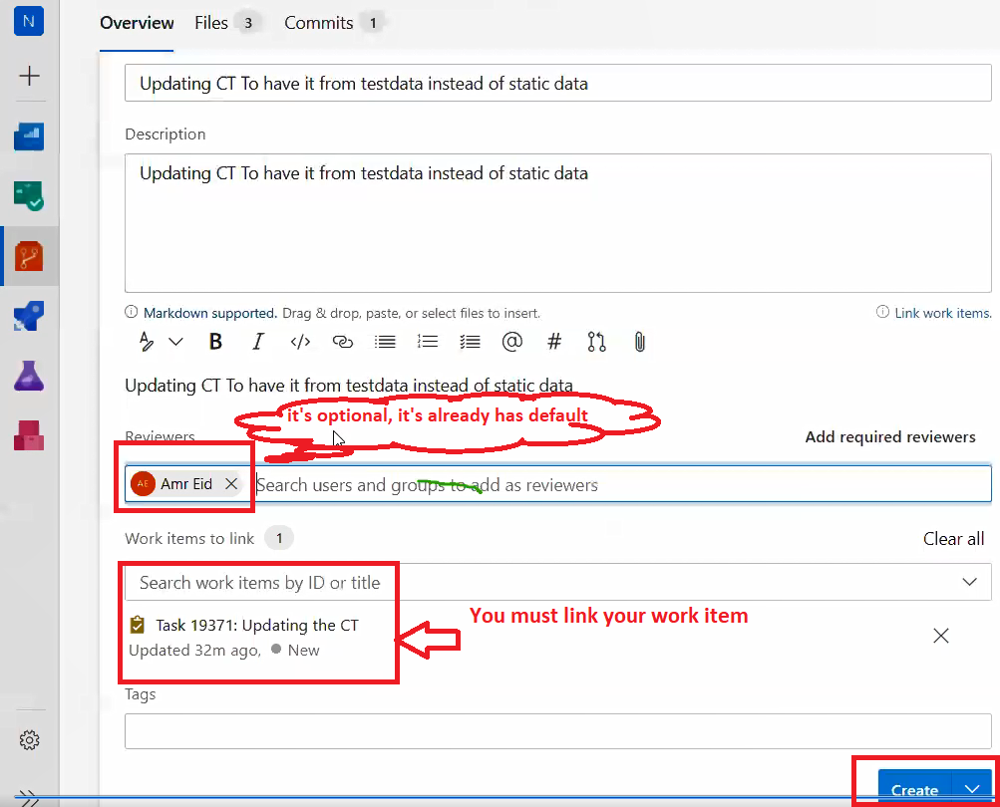 N
Overview Files 3 Commits 1
Updating CT To have it from testdata instead of static data
Description
Updating CT To have it from testdata instead of static data
Markdown supported. Drag & drop, paste, or select files to insert.
Link work items.
B I </> @ #
Updating CT To have it from testdata instead of static data
it's optional, it's already has default
Reviewers
Add required reviewers
AE Amr Eid Search users and groups to add as reviewers
Work items to link 1
Clear all
Search work items by ID or title
You must link your work item
Task 19371: Updating the CT
Updated 32m ago, New
Tags
Create